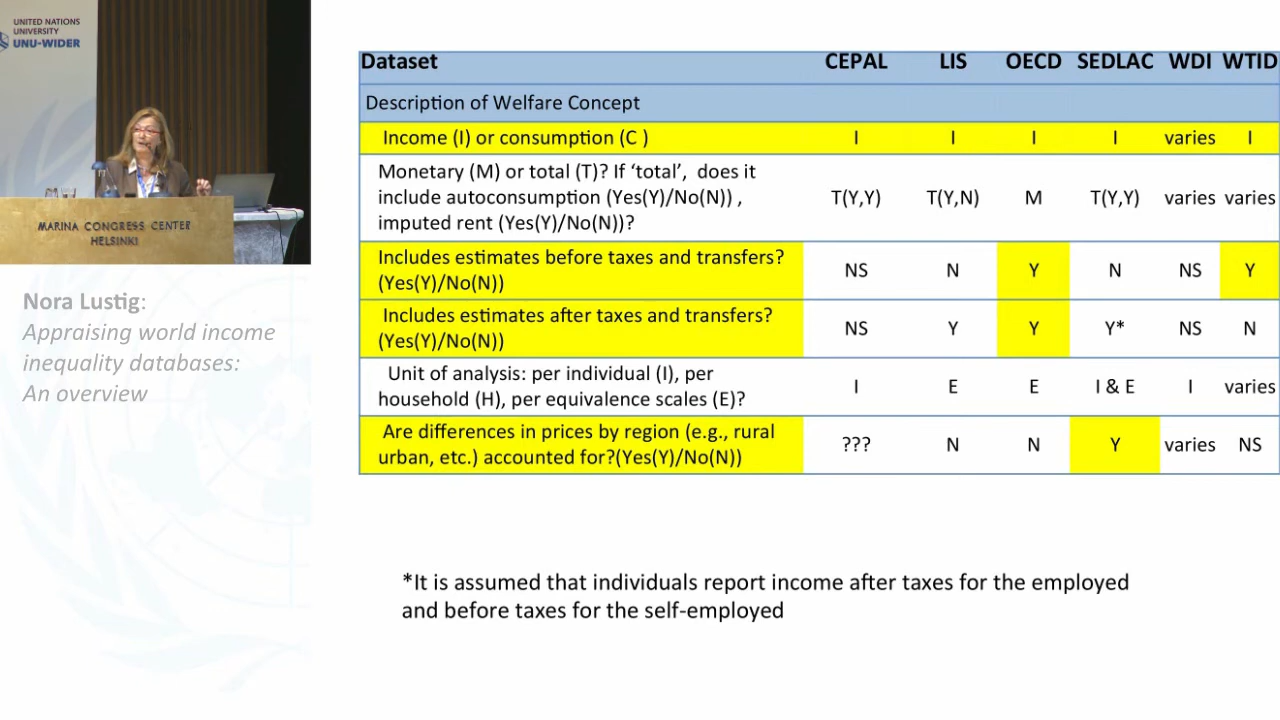 UNITED NATIONS
UNIVERSITY
UNU-WIDER
MARINA CONGRESS CENTER
HELSINKI
Nora Lustig:
Appraising world income
inequality databases:
An overview
Dataset CEPAL LIS OECD SEDLAC WDI WTID
Description of Welfare Concept
Income (I) or consumption (C ) I I I I varies I
Monetary (M) or total (T)? If ‘total’, does it
include autoconsumption (Yes(Y)/No(N)) ,
imputed rent (Yes(Y)/No(N))?
T(Y,Y) T(Y,N) M T(Y,Y) varies varies
Includes estimates before taxes and transfers?
(Yes(Y)/No(N))
NS N Y N NS Y
Includes estimates after taxes and transfers?
(Yes(Y)/No(N))
NS Y Y Y* NS N
Unit of analysis: per individual (I), per
household (H), per equivalence scales (E)?
I E E I & E I varies
Are differences in prices by region (e.g., rural
urban, etc.) accounted for?(Yes(Y)/No(N))
??? N N Y varies NS
*It is assumed that individuals report income after taxes for the employed
and before taxes for the self-employed